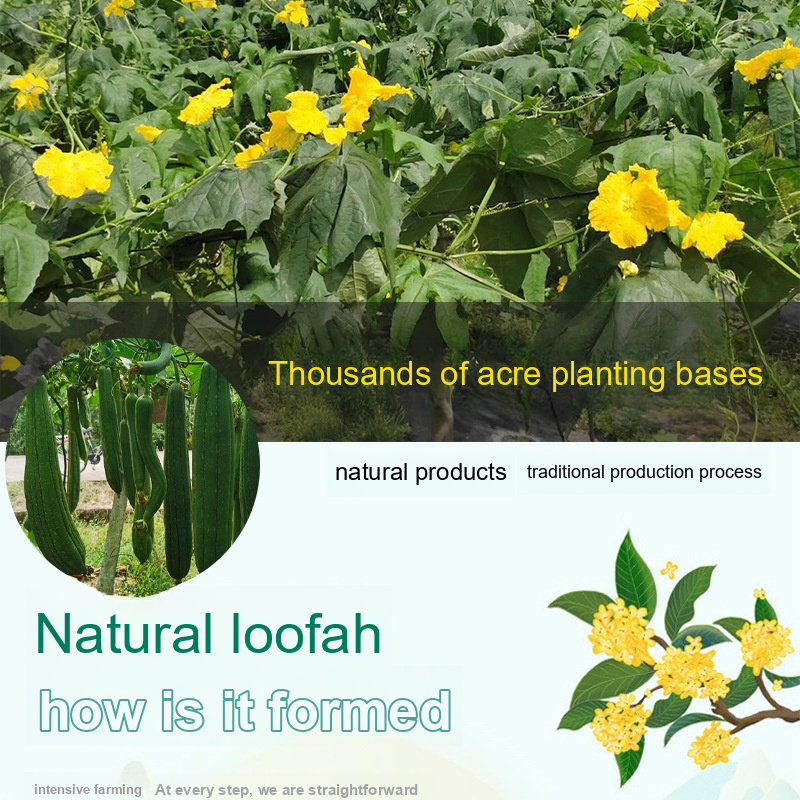 Thousands of acre planting bases
natural products traditional production process
Natural loofah
how is it formed
intensive farming At every step, we are straightforward